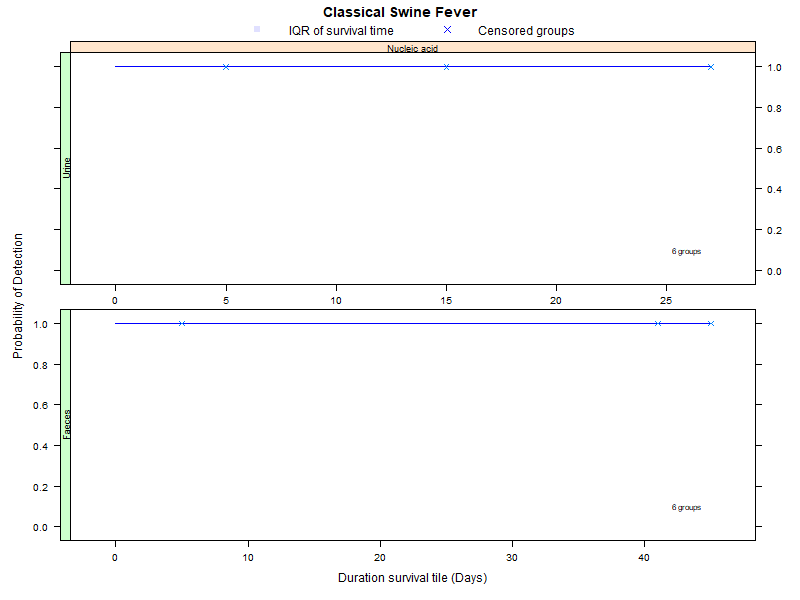 Classical Swine Fever
IQR of survival time
Censored groups
Nucleic acid
Urine
1.0
0.8
0.6
0.4
0.2
0.0
6 groups
0 5 10 15 20 25
Probability of Detection
Faeces
1.0
0.8
0.6
0.4
0.2
0.0
6 groups
0 10 20 30 40
Duration survival tile (Days)